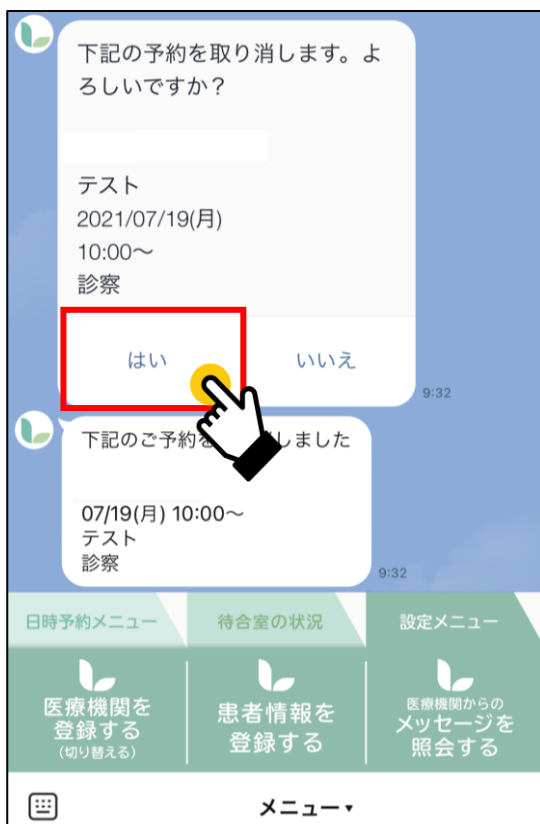 下記の予約を取り消します。よ
ろしいですか？
テスト
2021/07/19(月)
10:00～
診察
はい
いいえ
9:32
下記のご予約を
しました
07/19(月) 10:00～
テスト
診察
9:32
日時予約メニュー
待合室の状況
設定メニュー
医療機関を
登録する
(切り替える)
患者情報を
登録する
医療機関からの
メッセージを
照会する
メニュー▾